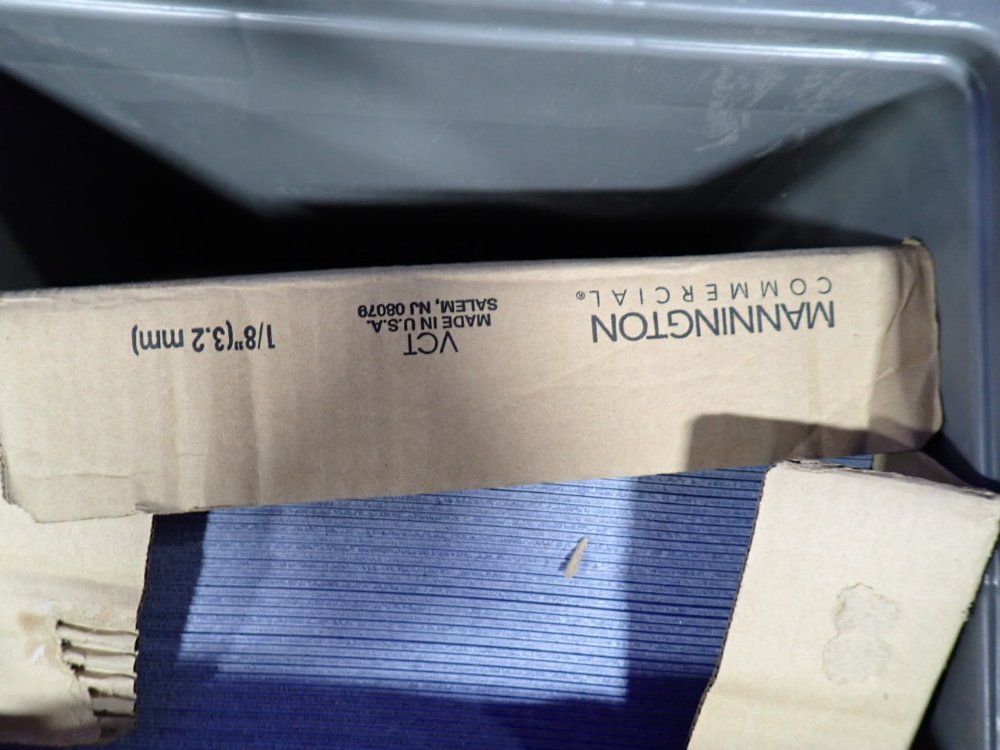 MANNINGTON
COMMERCIAL®
VCT
MADE IN U.S.A.
SALEM, NJ 08079
1/8"(3.2 mm)